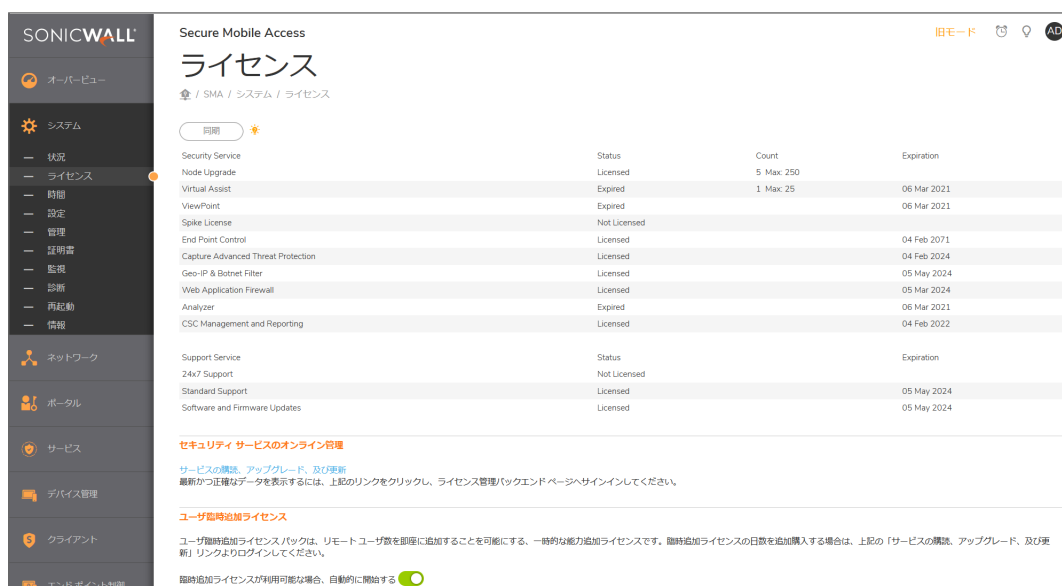 SONICWALL
Secure Mobile Access
旧モード
AD
ライセンス
/ SMA / システム / ライセンス
オーバービュー
システム
状況
ライセンス
時間
設定
管理
証明書
監視
診断
再起動
情報
ネットワーク
ポータル
サービス
デバイス管理
クライアント
エンドポイント制御
同期
Security Service Status Count Expiration
Node Upgrade Licensed 5 Max: 250
Virtual Assist Expired 1 Max: 25 06 Mar 2021
ViewPoint Expired 06 Mar 2021
Spike License Not Licensed
End Point Control Licensed 04 Feb 2071
Capture Advanced Threat Protection Licensed 04 Feb 2024
Geo-IP & Botnet Filter Licensed 05 May 2024
Web Application Firewall Licensed 05 Mar 2024
Analyzer Expired 06 Mar 2021
CSC Management and Reporting Licensed 04 Feb 2022
Support Service Status Expiration
24x7 Support Not Licensed
Standard Support Licensed 05 May 2024
Software and Firmware Updates Licensed 05 May 2024
セキュリティ サービスのオンライン管理
サービスの購読、アップグレード、及び更新
最新かつ正確なデータを表示するには、上記のリンクをクリックし、ライセンス管理バックエンド ページへサインインしてください。
ユーザ臨時追加ライセンス
ユーザ臨時追加ライセンス パックは、リモート ユーザ数を即座に追加することを可能にする、一時的な能力追加ライセンスです。臨時追加ライセンスの日数を追加購入する場合は、上記の「サービスの購読、アップグレード、及び更
新」リンクよりログインしてください。
臨時追加ライセンスが利用可能な場合、自動的に開始する